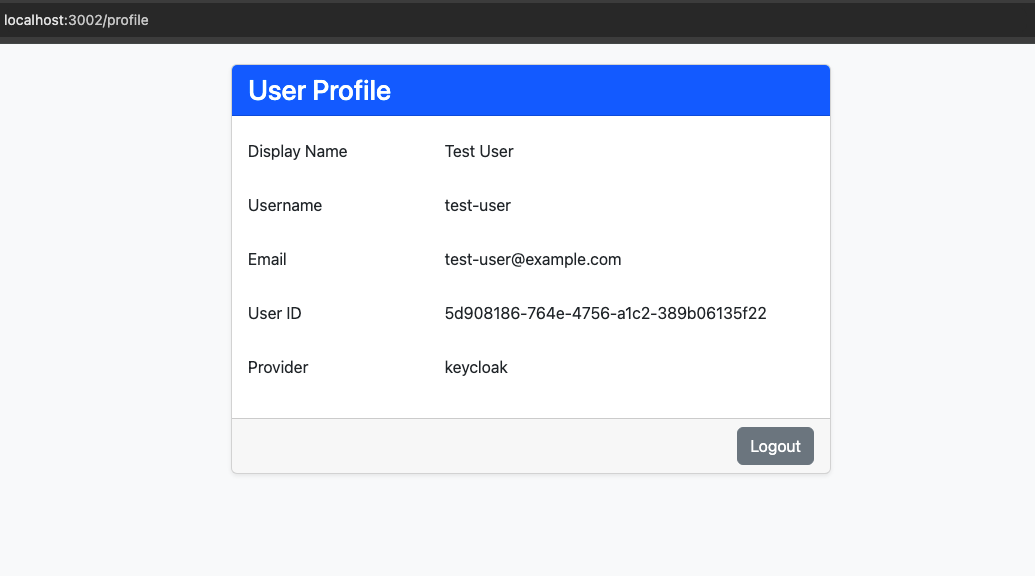 localhost:3002/profile
User Profile
Display Name Test User
Username test-user
Email test-user@example.com
User ID 5d908186-764e-4756-a1c2-389b06135f22
Provider keycloak
Logout